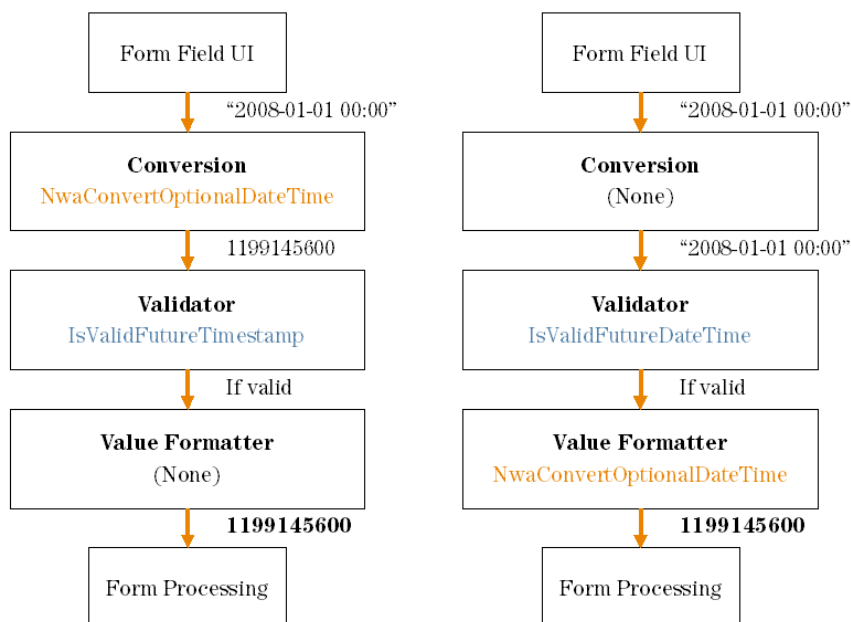 Form Field UI
“2008-01-01 00:00”
Conversion
NwaConvertOptionalDateTime
1199145600
Validator
IsValidFutureTimestamp
If valid
Value Formatter
(None)
1199145600
Form Processing
Form Field UI
“2008-01-01 00:00”
Conversion
(None)
“2008-01-01 00:00”
Validator
IsValidFutureDateTime
If valid
Value Formatter
NwaConvertOptionalDateTime
1199145600
Form Processing